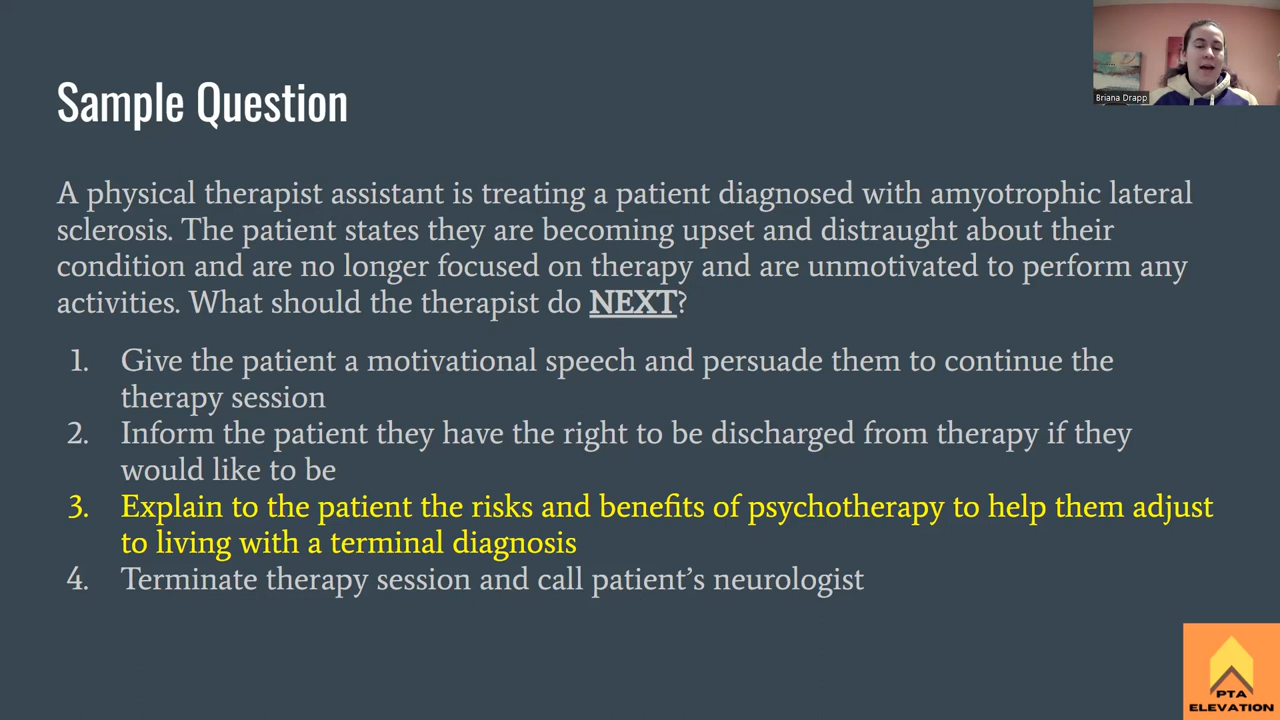 Briana Drapp
Sample Question
A physical therapist assistant is treating a patient diagnosed with amyotrophic lateral
sclerosis. The patient states they are becoming upset and distraught about their
condition and are no longer focused on therapy and are unmotivated to perform any
activities. What should the therapist do NEXT?
1. Give the patient a motivational speech and persuade them to continue the
therapy session
2. Inform the patient they have the right to be discharged from therapy if they
would like to be
3. Explain to the patient the risks and benefits of psychotherapy to help them adjust
to living with a terminal diagnosis
4. Terminate therapy session and call patient’s neurologist
PTA
ELEVATION